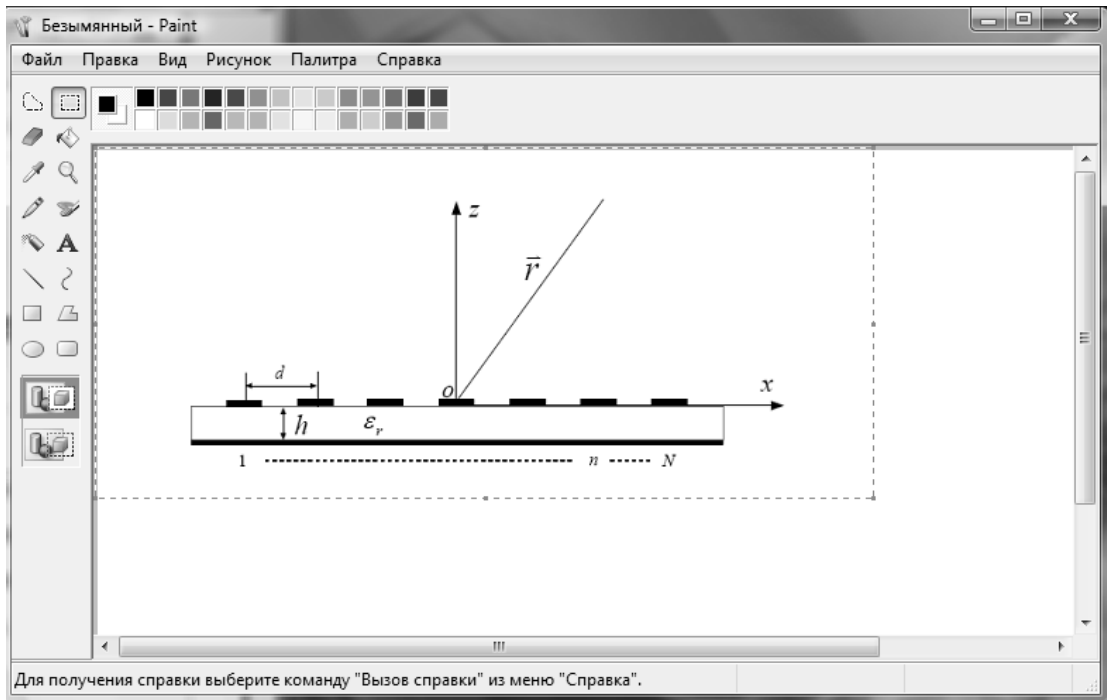 Безымянный - Paint
Файл Правка Вид Рисунок Палитра Справка
A
z
r⃗
d
o
x
h
εr
1 n N
Для получения справки выберите команду "Вызов справки" из меню "Справка".